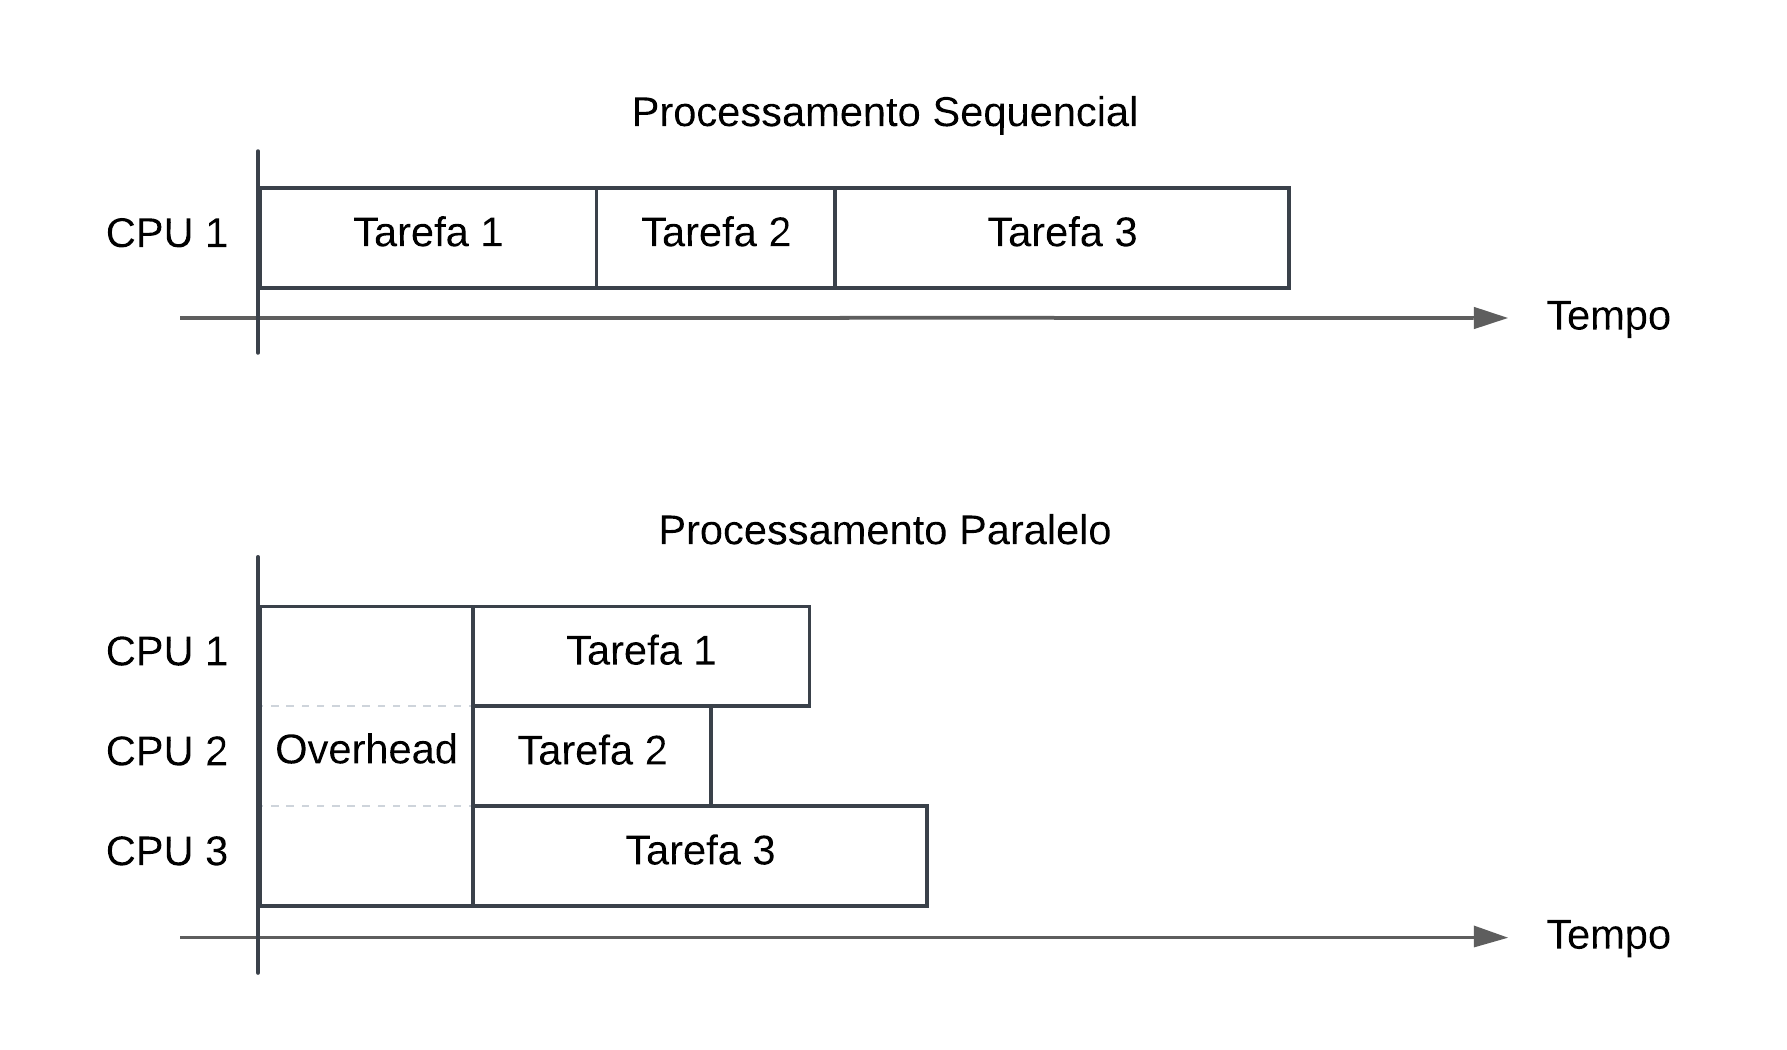 Processamento Sequencial
CPU 1
Tarefa 1
Tarefa 2
Tarefa 3
Tempo
Processamento Paralelo
CPU 1
Tarefa 1
CPU 2
Overhead
Tarefa 2
CPU 3
Tarefa 3
Tempo